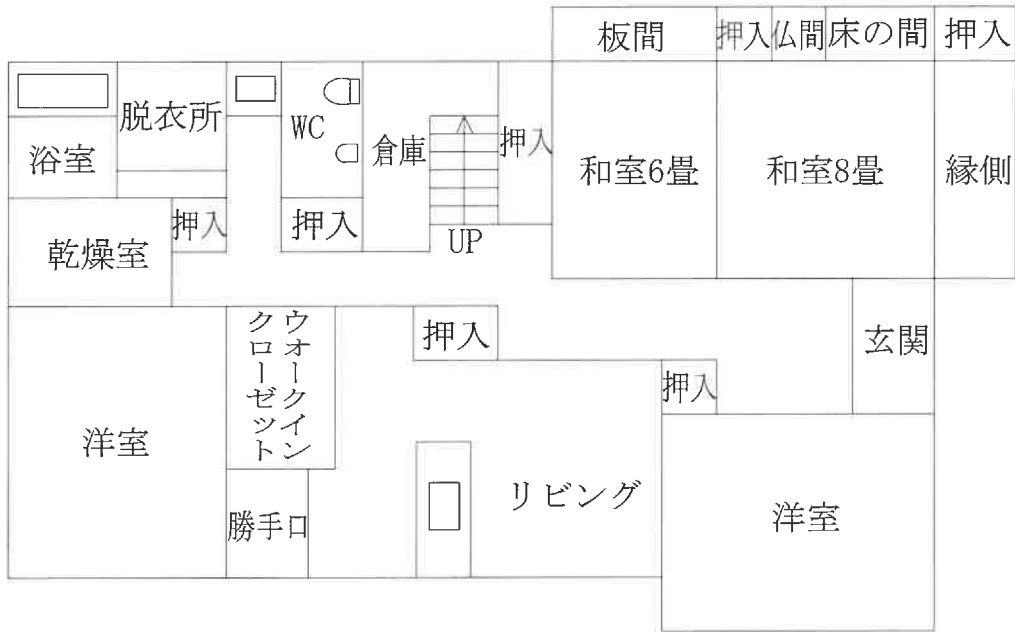 板間
押入
仏間
床の間
押入
脱衣所
WC
倉庫
押入
浴室
和室6畳
和室8畳
縁側
押入
押入
乾燥室
UP
ウオークイン
クローゼット
押入
玄関
押入
洋室
リビング
洋室
勝手口